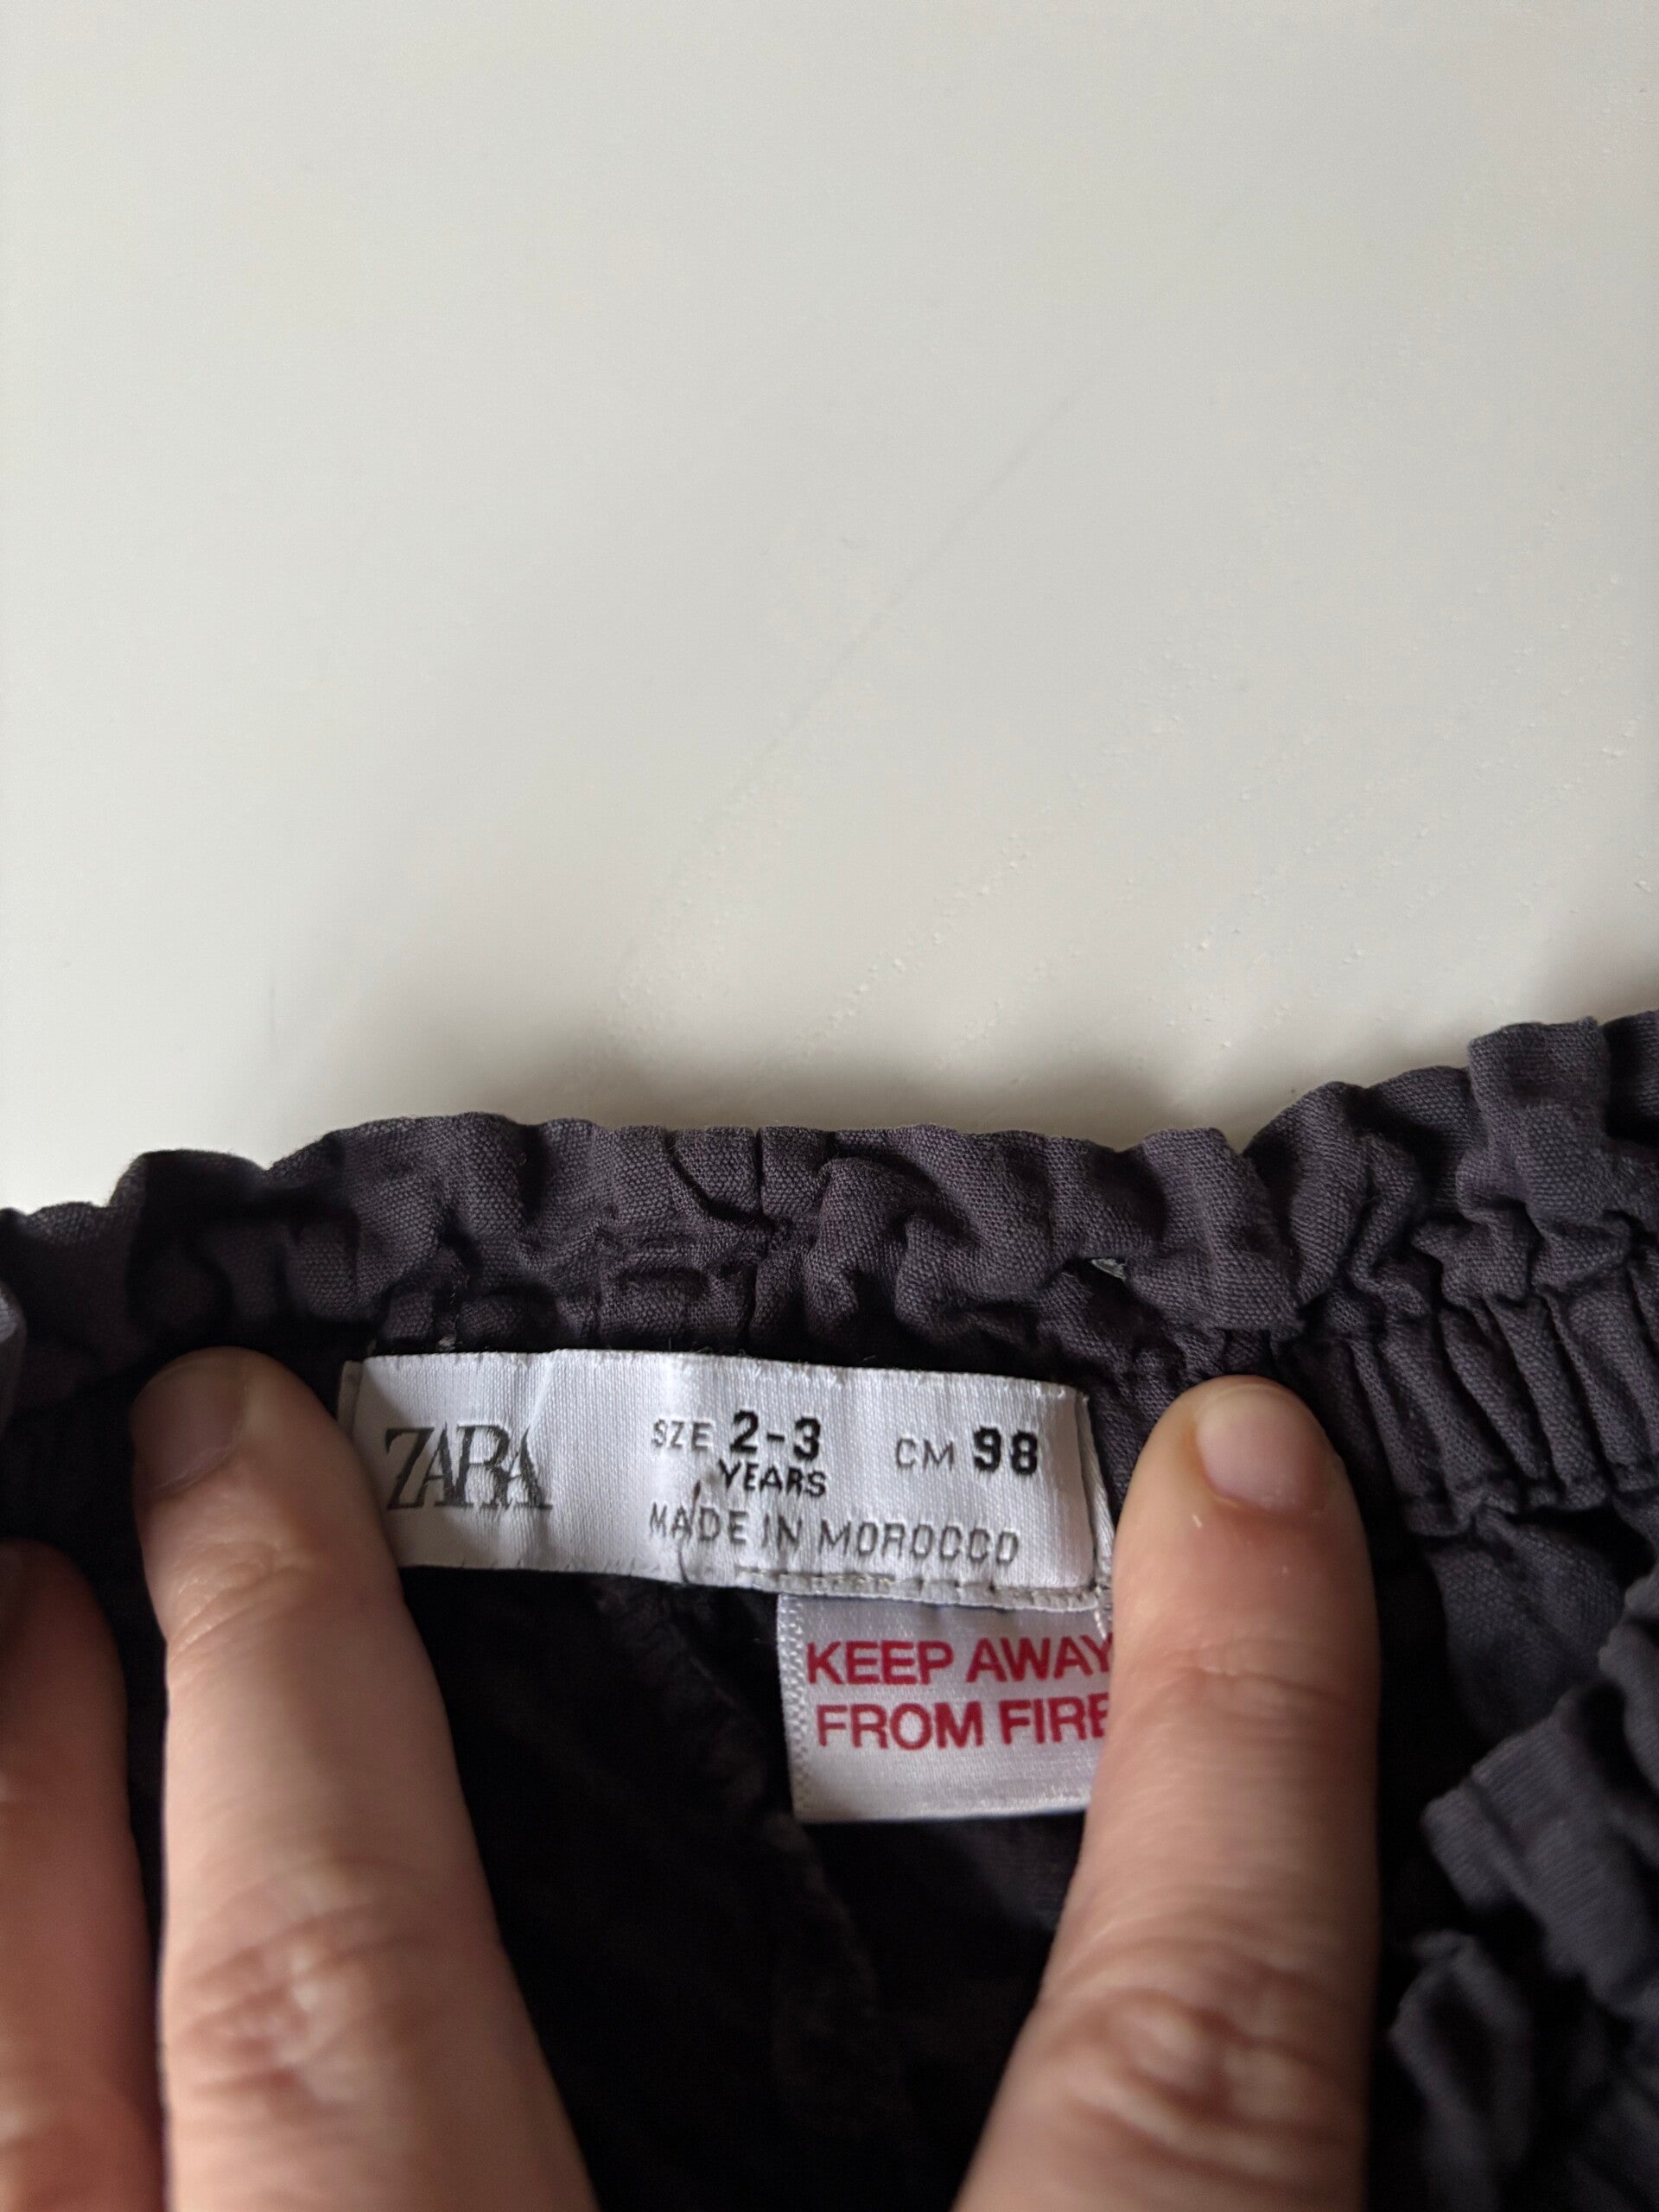 ZARA
SIZE 2-3 CM 98
YEARS
MADE IN MOROCCO
KEEP AWAY
FROM FIRE